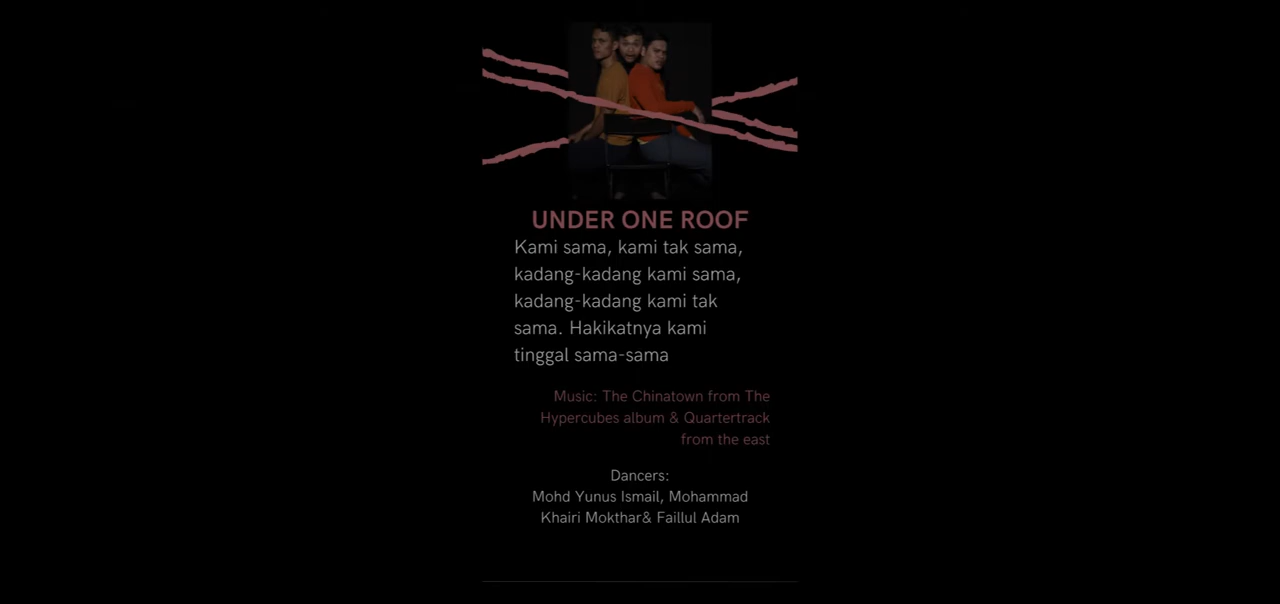 UNDER ONE ROOF
Kami sama, kami tak sama,
kadang-kadang kami sama,
kadang-kadang kami tak
sama. Hakikatnya kami
tinggal sama-sama
Music: The Chinatown from The
Hypercubes album & Quartertrack
from the east
Dancers:
Mohd Yunus Ismail, Mohammad
Khairi Mokthar& Faillul Adam